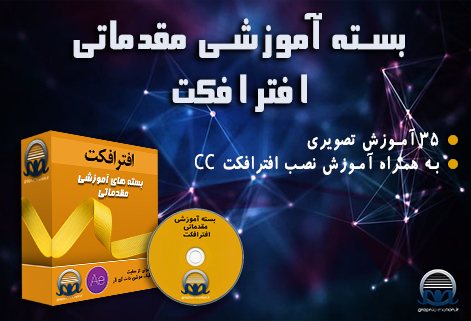 بسته آموزشی مقدماتی
افترافکت
۳۵ آموزش تصویری
به همراه آموزش نصب افترافکت CC
افترافکت
بسته های آموزشی
مقدماتی
Ae
بسته آموزشی
مقدماتی
افترافکت